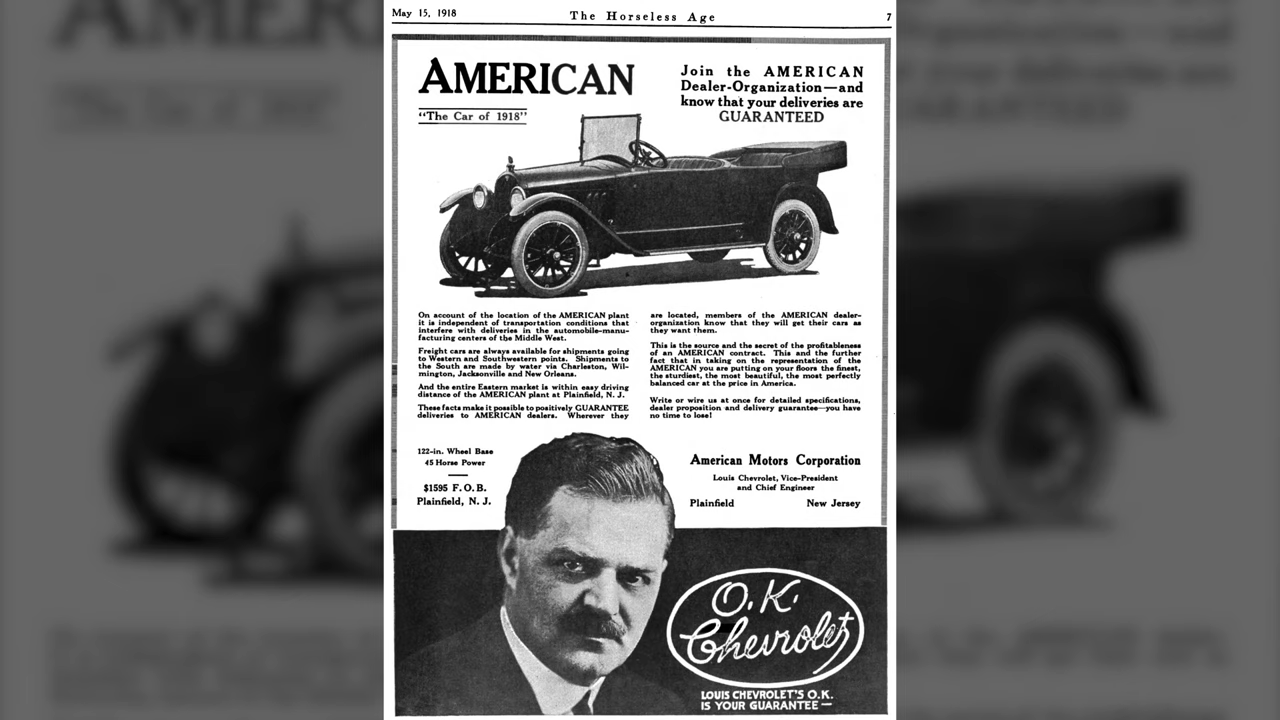 May 15, 1918
The Horseless Age
7
AMERICAN
"The Car of 1918"
Join the AMERICAN
Dealer-Organization—and
know that your deliveries are
GUARANTEED
On account of the location of the AMERICAN plant
it is independent of transportation conditions that
interfere with deliveries in the automobile-manu-
facturing centers of the Middle West.
Freight cars are always available for shipments going
to Western and Southwestern points. Shipments to
the South are made by water via Charleston, Wil-
mington, Jacksonville and New Orleans.
And the entire Eastern market is within easy driving
distance of the AMERICAN plant at Plainfield, N. J.
These facts make it possible to positively GUARANTEE
deliveries to AMERICAN dealers. Wherever they
are located, members of the AMERICAN dealer-
organization know that they will get their cars as
they want them.
This is the source and the secret of the profitableness
of an AMERICAN contract. This and the further
fact that in taking on the representation of the
AMERICAN you are putting on your floors the finest,
the sturdiest, the most beautiful, the most perfectly
balanced car at the price in America.
Write or wire us at once for detailed specifications,
dealer proposition and delivery guarantee—you have
no time to lose!
122-in. Wheel Base
45 Horse Power
$1595 F. O. B.
Plainfield, N. J.
American Motors Corporation
Louis Chevrolet, Vice-President
and Chief Engineer
Plainfield New Jersey
O.K.
Chevrolet
LOUIS CHEVROLET'S O.K.
IS YOUR GUARANTEE—